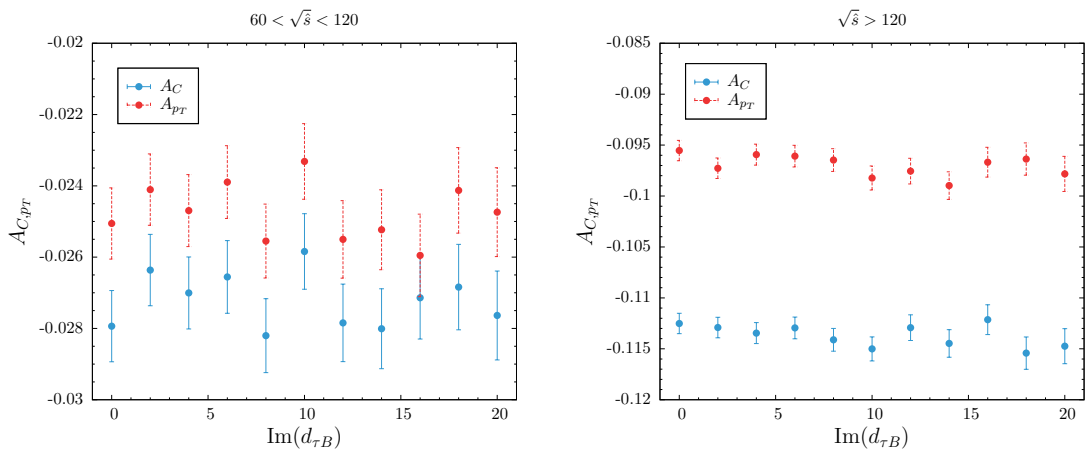 60 < √ŝ < 120
-0.02
-0.022
-0.024
-0.026
-0.028
-0.03
A_{C,p_T}
A_C
A_{p_T}
0 5 10 15 20
Im(d_{τB})
√ŝ > 120
-0.085
-0.09
-0.095
-0.1
-0.105
-0.11
-0.115
-0.12
A_{C,p_T}
A_C
A_{p_T}
0 5 10 15 20
Im(d_{τB})